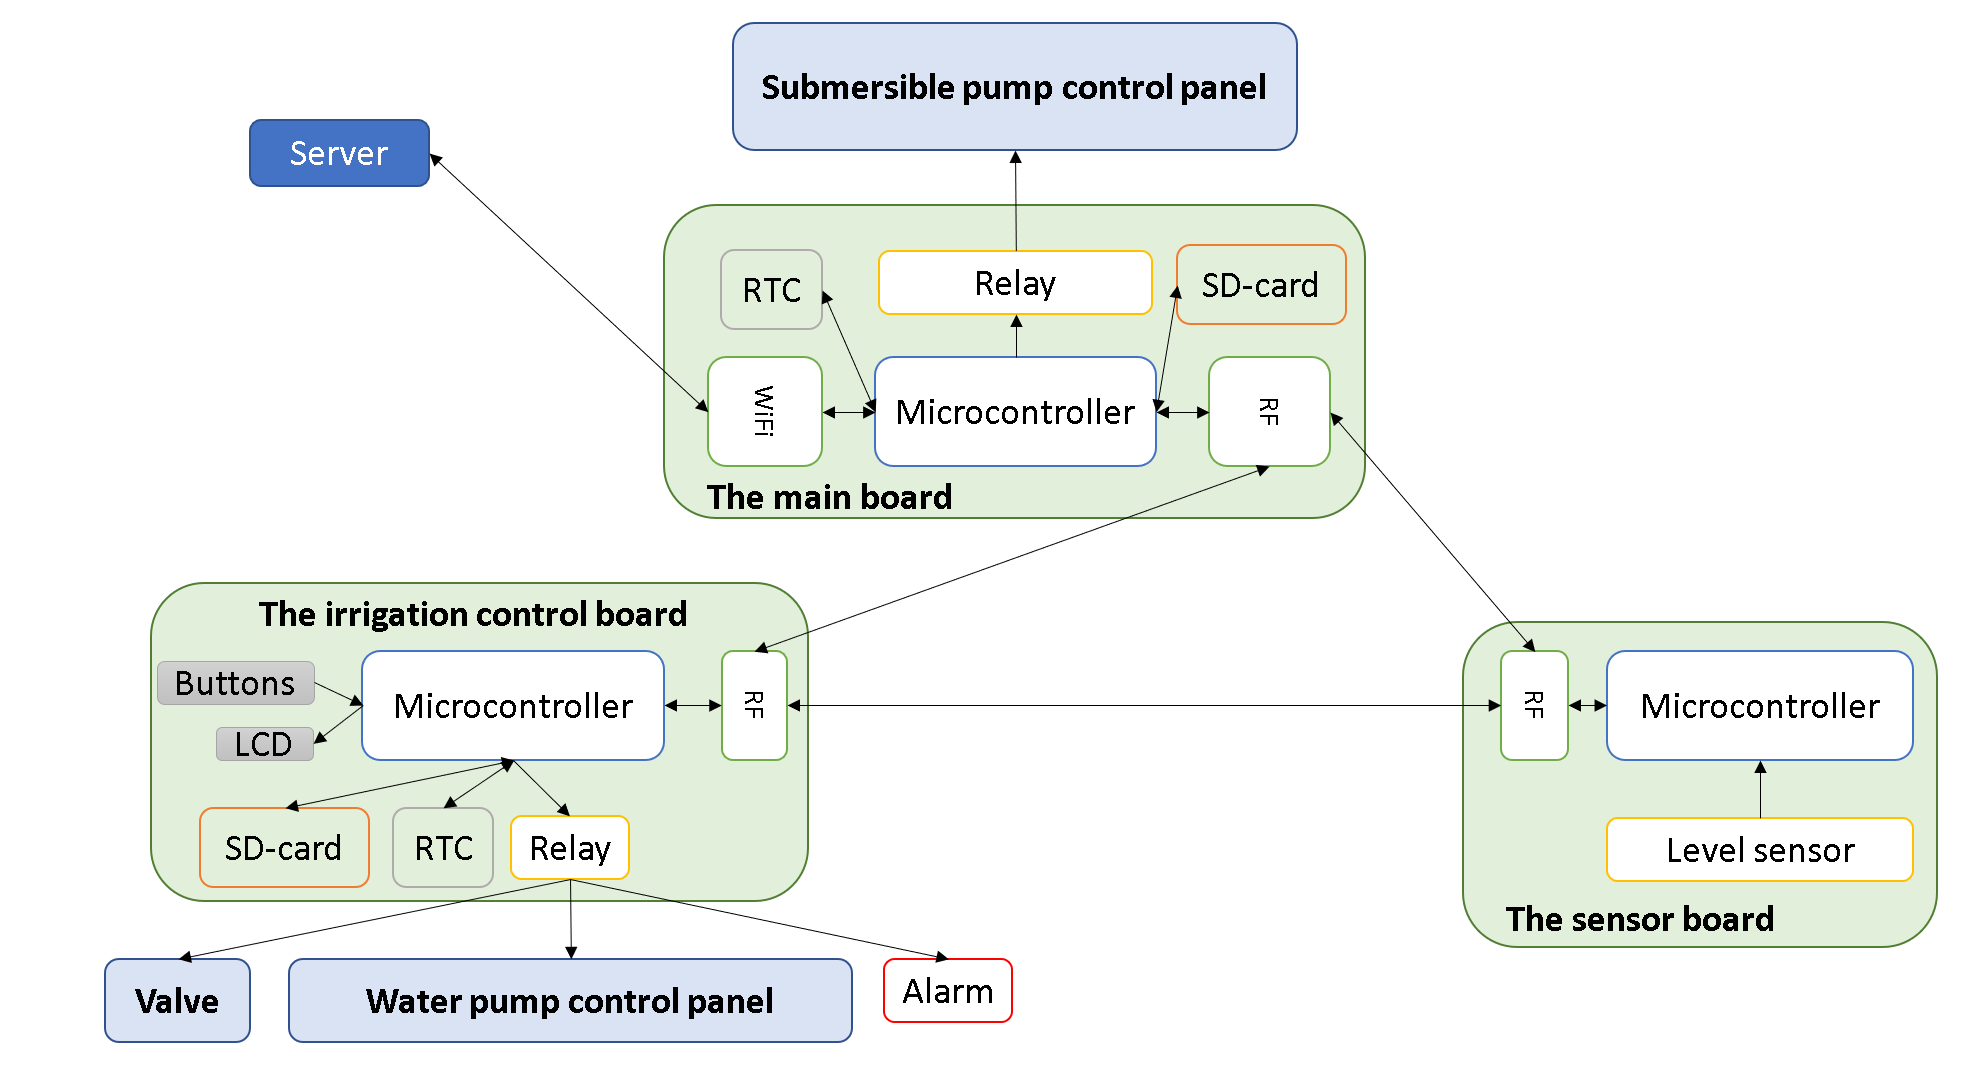 Submersible pump control panel
Server
RTC
Relay
SD-card
WiFi
Microcontroller
RF
The main board
The irrigation control board
Buttons
Microcontroller
RF
LCD
SD-card
RTC
Relay
RF
Microcontroller
Level sensor
The sensor board
Valve
Water pump control panel
Alarm